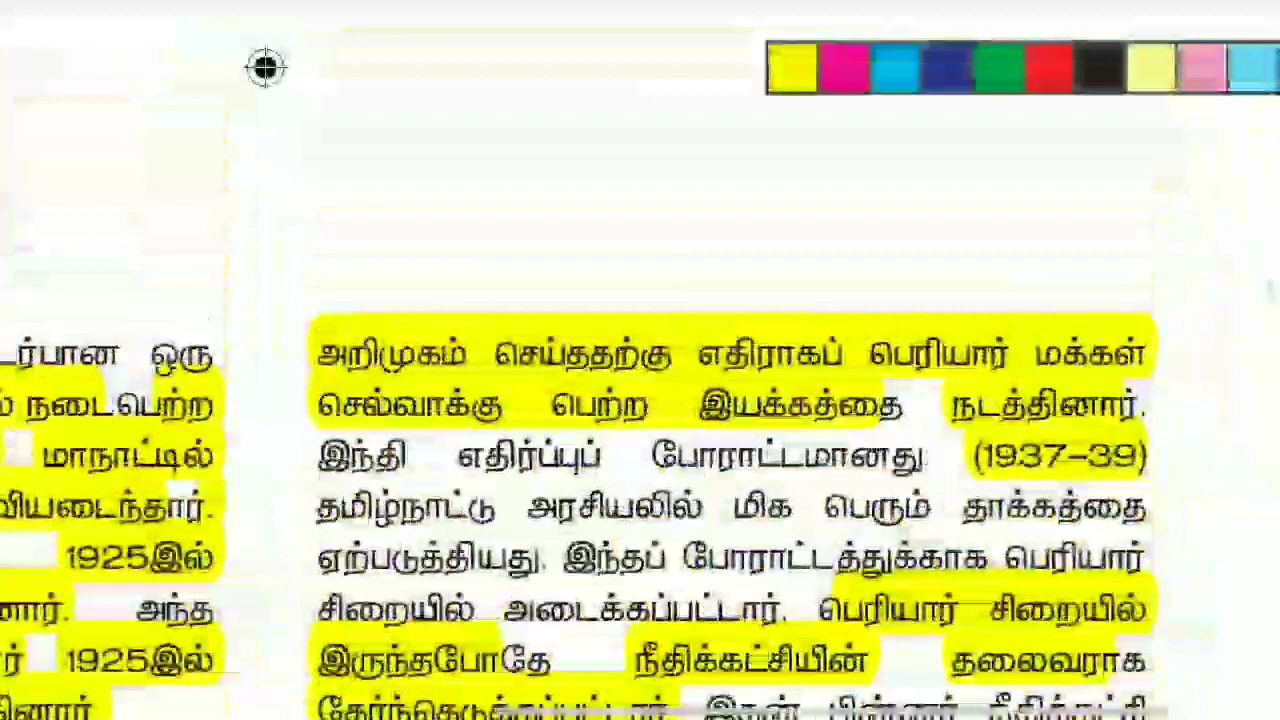 ஒரு
நடைபெற்ற
மாநாட்டில்
1925இல்
அந்த
1925இல்
அறிமுகம் செய்ததற்கு எதிராகப் பெரியார் மக்கள்
செல்வாக்கு பெற்ற இயக்கத்தை நடத்தினார்.
இந்தி எதிர்ப்புப் போராட்டமானது (1937–39)
தமிழ்நாட்டு அரசியலில் மிக பெரும் தாக்கத்தை
ஏற்படுத்தியது. இந்தப் போராட்டத்துக்காக பெரியார்
சிறையில் அடைக்கப்பட்டார். பெரியார் சிறையில்
இருந்தபோதே நீதிக்கட்சியின் தலைவராக